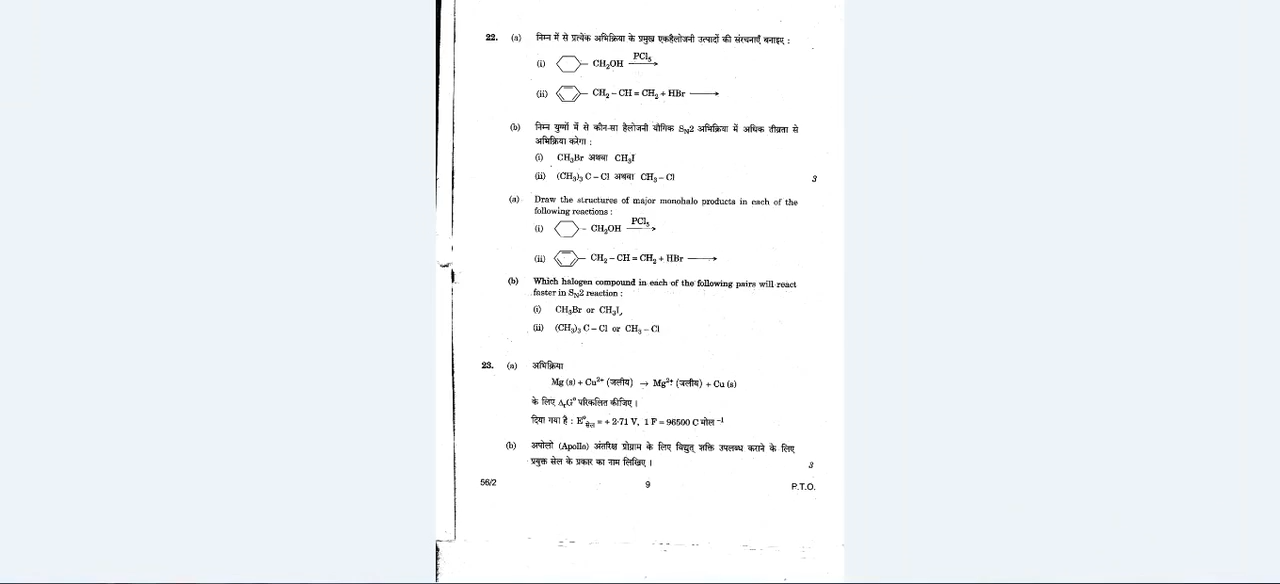 22. (a) निम्न में से प्रत्येक अभिक्रिया के प्रमुख एकहैलोजनी उत्पादों की संरचनाएँ बनाइए :
(i) CH₂OH PCl₅ →
(ii) CH₂ – CH = CH₂ + HBr →
(b) निम्न युग्मों में से कौन-सा हैलोजनी यौगिक S_N2 अभिक्रिया में अधिक तीव्रता से
अभिक्रिया करेगा :
(i) CH₃Br अथवा CH₃I
(ii) (CH₃)₃ C – Cl अथवा CH₃ – Cl 3
(a) Draw the structures of major monohalo products in each of the
following reactions :
(i) – CH₂OH PCl₅ →
(ii) CH₂ – CH = CH₂ + HBr →
(b) Which halogen compound in each of the following pairs will react
faster in S_N2 reaction :
(i) CH₃Br or CH₃I,
(ii) (CH₃)₃ C – Cl or CH₃ – Cl
23. (a) अभिक्रिया
Mg (s) + Cu²⁺ (जलीय) → Mg²⁺ (जलीय) + Cu (s)
के लिए ΔᵣG° परिकलित कीजिए ।
दिया गया है : E°सेल = + 2·71 V, 1 F = 96500 C मोल ⁻¹
(b) अपोलो (Apollo) अंतरिक्ष प्रोग्राम के लिए विद्युत् शक्ति उपलब्ध कराने के लिए
प्रयुक्त सेल के प्रकार का नाम लिखिए । 3
56/2 9 P.T.O.